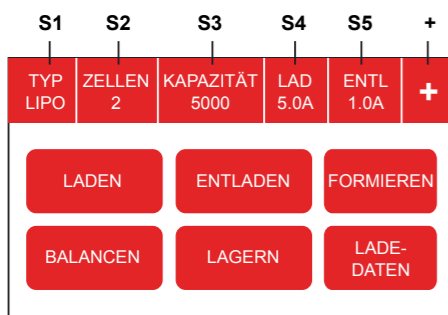 S1 S2 S3 S4 S5 +
TYP ZELLEN KAPAZITÄT LAD ENTL +
LIPO 2 5000 5.0A 1.0A
LADEN ENTLADEN FORMIEREN
BALANCEN LAGERN LADE-
DATEN